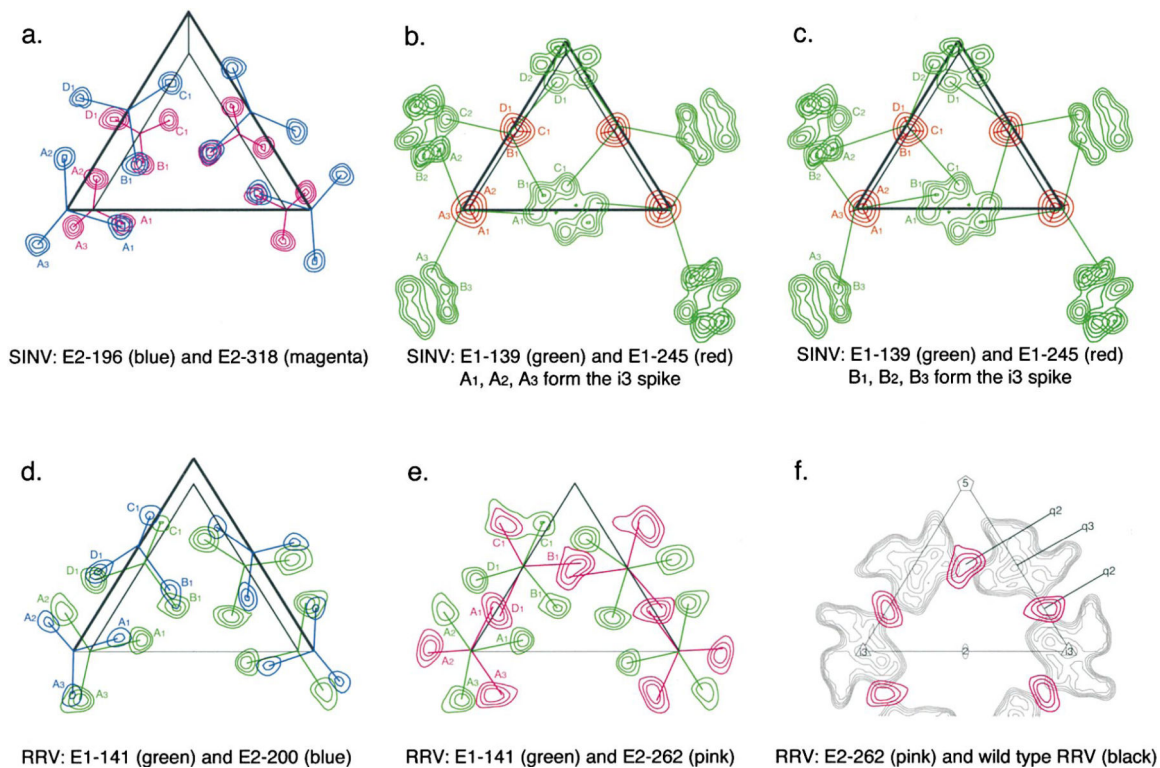 a.
D1
C1
D1
C1
A2
B1
B1
A2
A1
A3
A3
A1
SINV: E2-196 (blue) and E2-318 (magenta)
b.
D2
D1
C2
D1
C1
B1
A2
B2
C1
A2
B1
A3
A1
A1
A3
B3
SINV: E1-139 (green) and E1-245 (red)
A1, A2, A3 form the i3 spike
c.
D2
D1
C2
D1
C1
B1
A2
B2
C1
A2
B1
A3
A1
A1
A3
B3
SINV: E1-139 (green) and E1-245 (red)
B1, B2, B3 form the i3 spike
d.
C1
C1
D1
D1
B1
B1
A2
A2
A1
A1
A3
A3
RRV: E1-141 (green) and E2-200 (blue)
e.
C1
C1
B1
D1
B1
A2
A1
D1
A1
A2
A3
A3
RRV: E1-141 (green) and E2-262 (pink)
f.
5
q2
q3
q2
i3
2
i3
RRV: E2-262 (pink) and wild type RRV (black)